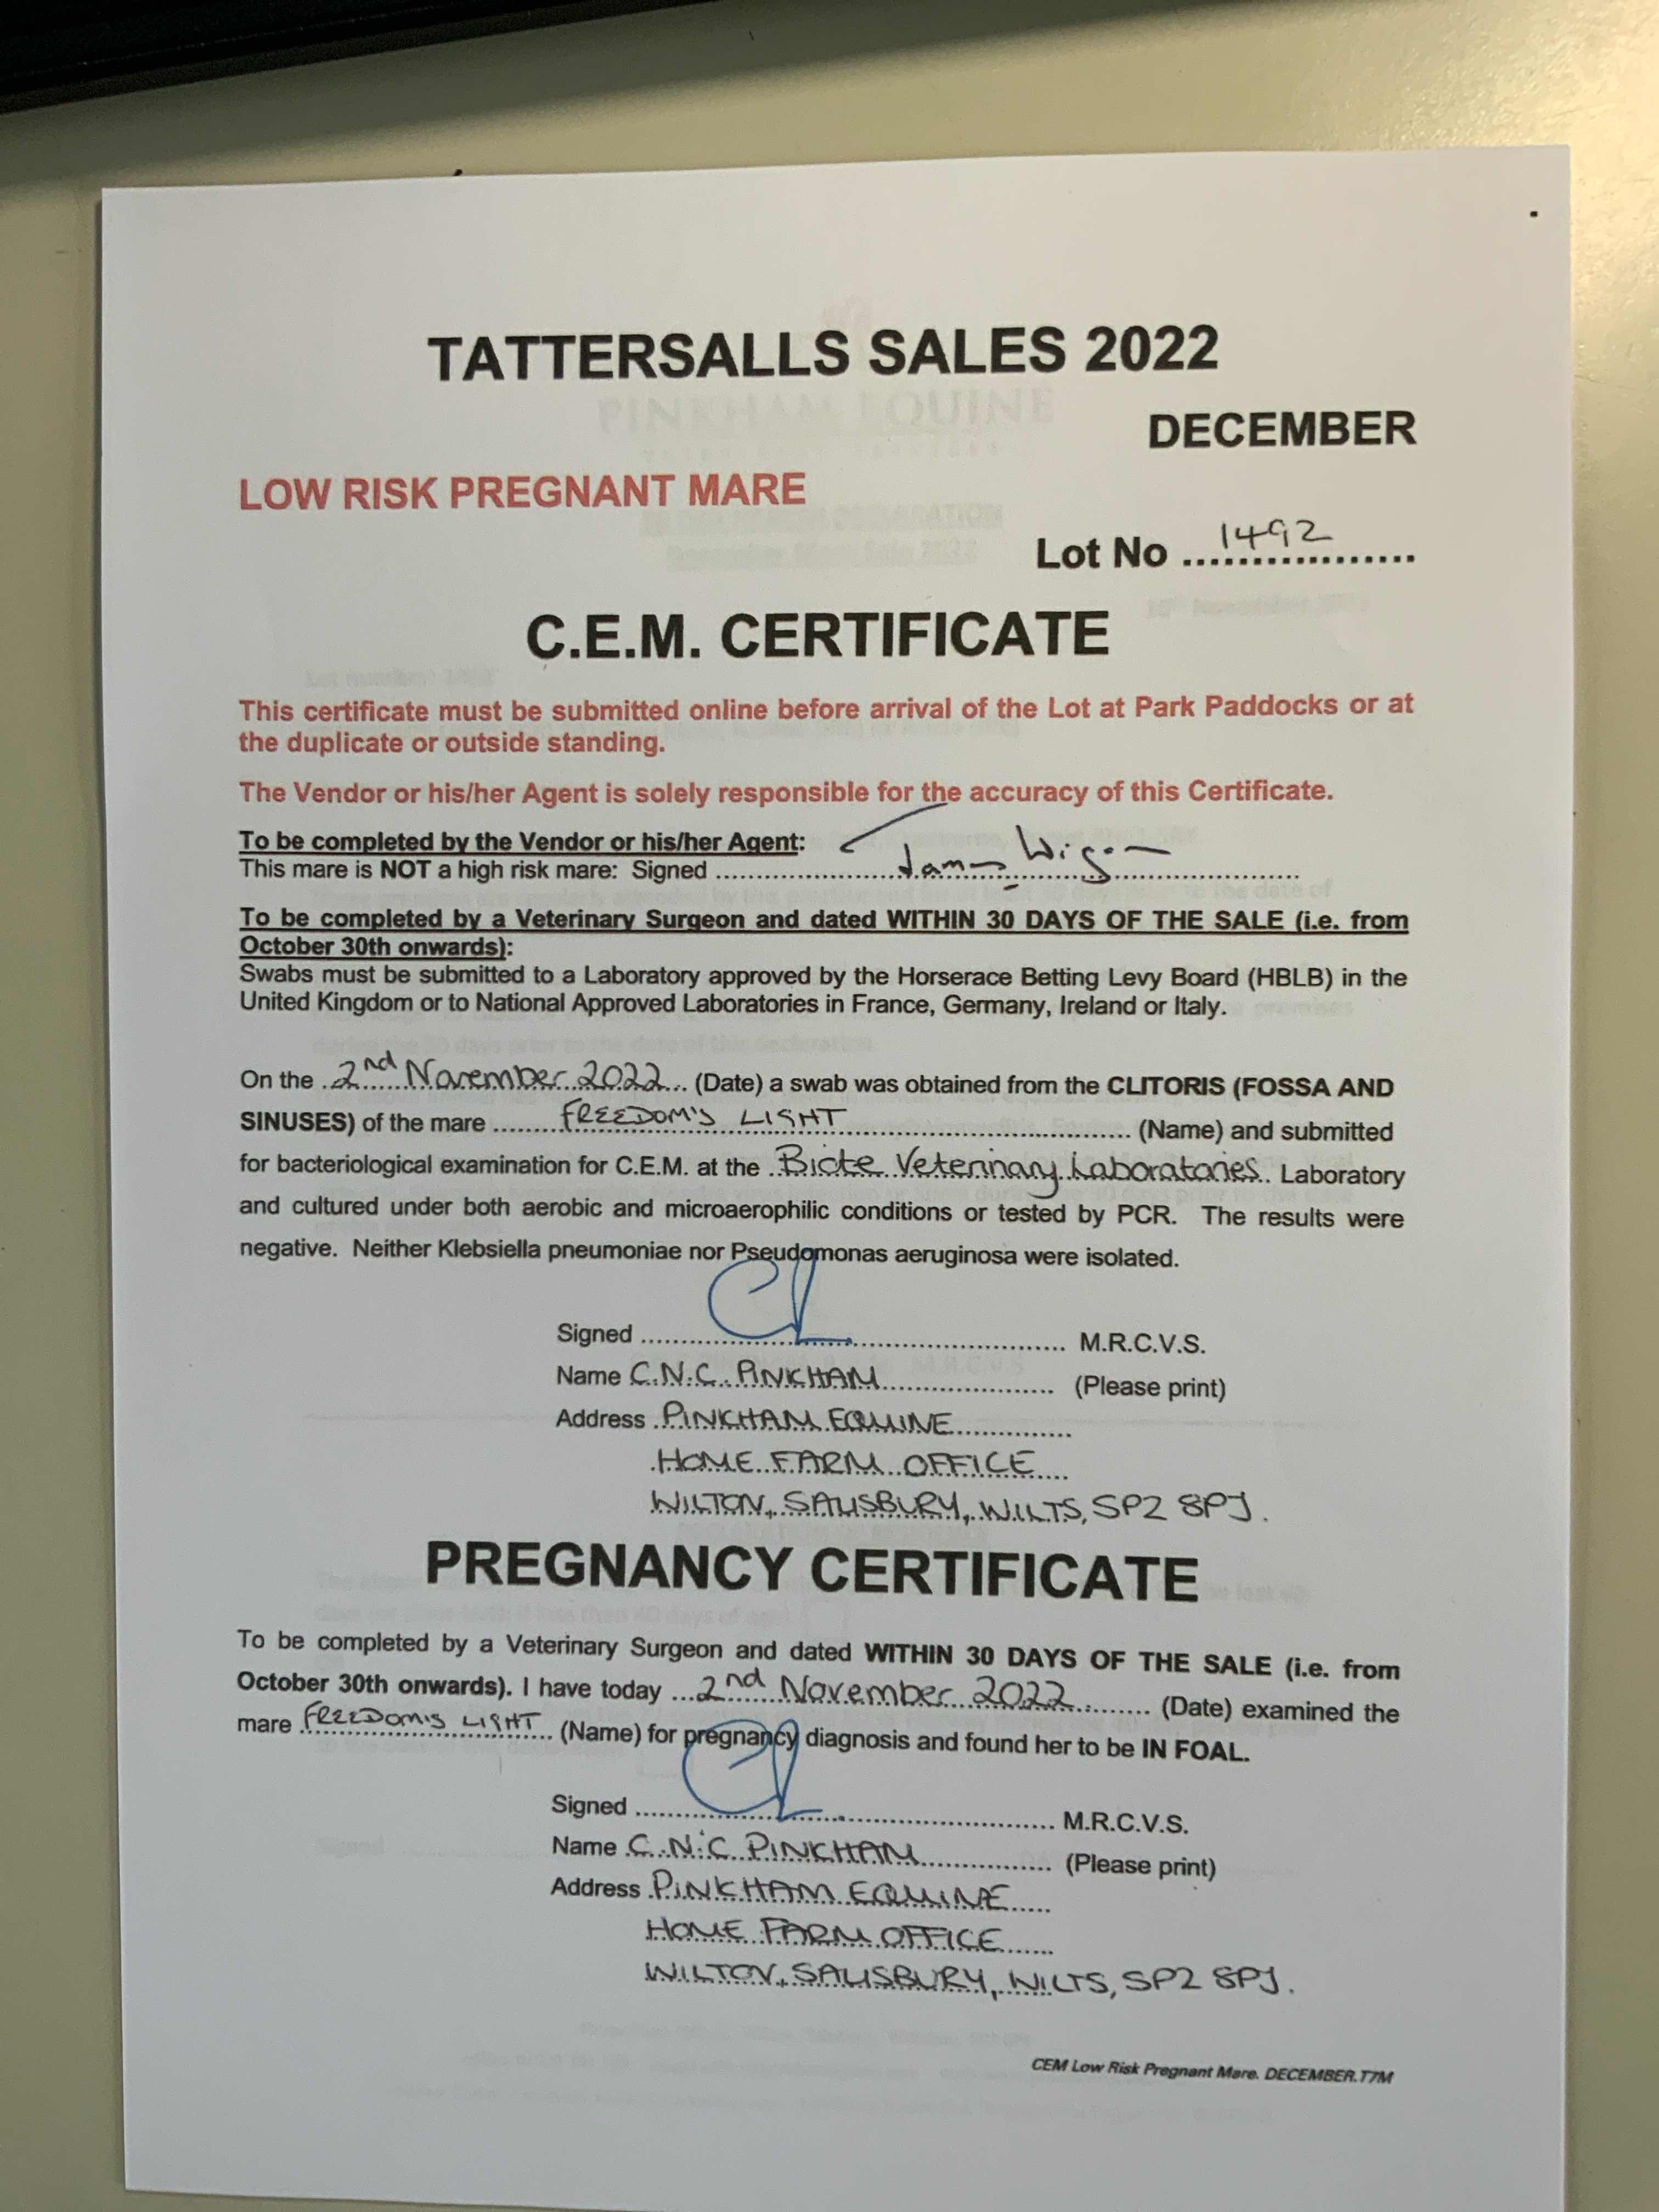 TATTERSALLS SALES 2022
DECEMBER
LOW RISK PREGNANT MARE
Lot No 1492
C.E.M. CERTIFICATE
This certificate must be submitted online before arrival of the Lot at Park Paddocks or at
the duplicate or outside standing.
The Vendor or his/her Agent is solely responsible for the accuracy of this Certificate.
To be completed by the Vendor or his/her Agent:
This mare is NOT a high risk mare: Signed
To be completed by a Veterinary Surgeon and dated WITHIN 30 DAYS OF THE SALE (i.e. from
October 30th onwards):
Swabs must be submitted to a Laboratory approved by the Horserace Betting Levy Board (HBLB) in the
United Kingdom or to National Approved Laboratories in France, Germany, Ireland or Italy.
On the 2nd November 2022 (Date) a swab was obtained from the CLITORIS (FOSSA AND
SINUSES) of the mare FREEDOM'S LIGHT (Name) and submitted
for bacteriological examination for C.E.M. at the Veterinary Laboratories Laboratory
and cultured under both aerobic and microaerophilic conditions or tested by PCR. The results were
negative. Neither Klebsiella pneumoniae nor Pseudomonas aeruginosa were isolated.
Signed M.R.C.V.S.
Name C.N.C. PINKHAM (Please print)
Address PINKHAM EQUINE
HOME FARM OFFICE
WILTON, SALISBURY, WILTS, SP2 8PJ.
PREGNANCY CERTIFICATE
To be completed by a Veterinary Surgeon and dated WITHIN 30 DAYS OF THE SALE (i.e. from
October 30th onwards). I have today 2nd November 2022 (Date) examined the
mare FREEDOM'S LIGHT (Name) for pregnancy diagnosis and found her to be IN FOAL.
Signed M.R.C.V.S.
Name C.N.C PINKHAM (Please print)
Address PINKHAM EQUINE
HOME FARM OFFICE
WILTON, SALISBURY, WILTS, SP2 8PJ.
CEM Low Risk Pregnant Mare. DECEMBER.T7M